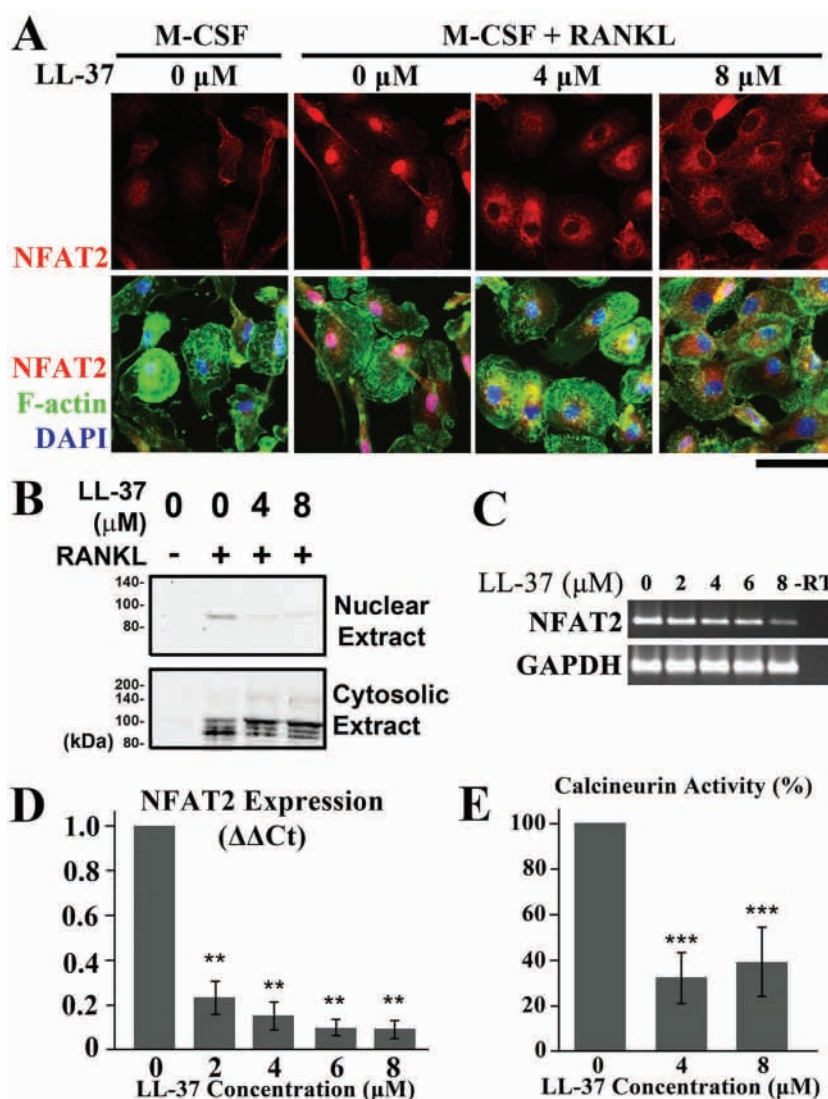 A
M-CSF
M-CSF + RANKL
LL-37
0 μM
0 μM
4 μM
8 μM
NFAT2
NFAT2
F-actin
DAPI
B
LL-37
(μM)
0 0 4 8
RANKL - + + +
140-
100-
80-
Nuclear
Extract
200-
140-
100-
80-
(kDa)
Cytosolic
Extract
C
LL-37 (μM) 0 2 4 6 8 -RT
NFAT2
GAPDH
D
NFAT2 Expression
(ΔΔCt)
1.0
0.8
0.6
0.4
0.2
0
** ** ** **
0 2 4 6 8
LL-37 Concentration (μM)
E
Calcineurin Activity (%)
100
80
60
40
20
0
*** ***
0 4 8
LL-37 Concentration (μM)